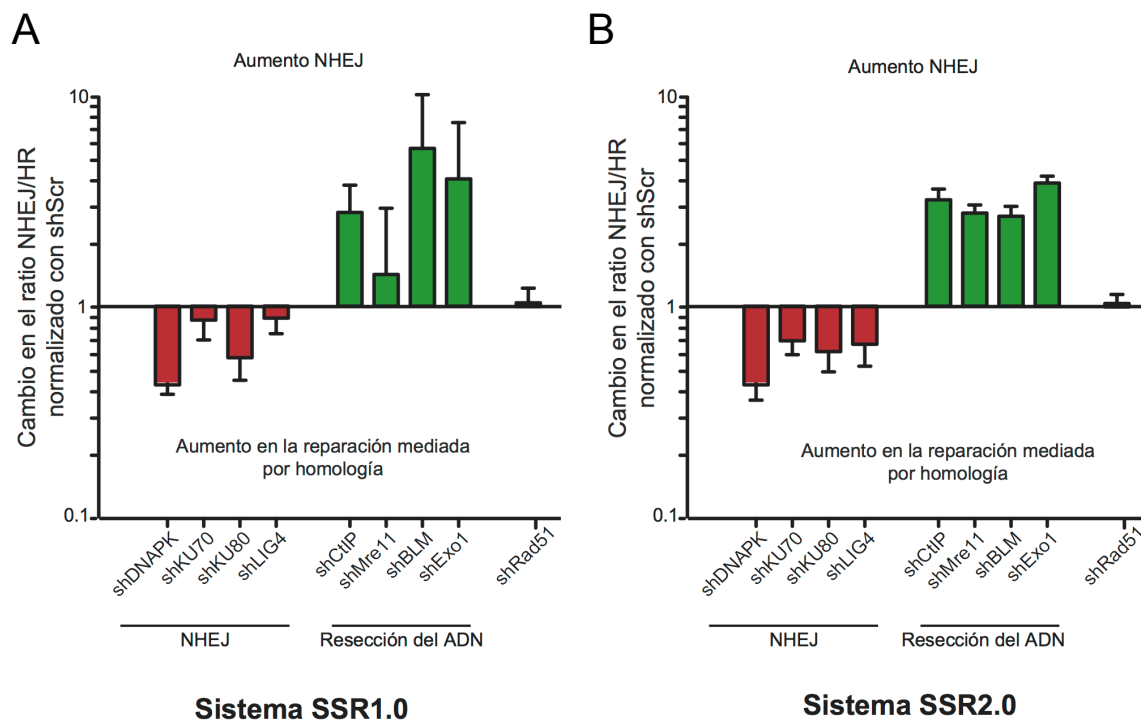 A
Aumento NHEJ
Cambio en el ratio NHEJ/HR
normalizado con shScr
10
1
0.1
Aumento en la reparación mediada
por homología
shDNAPK
shKU70
shKU80
shLIG4
shCtIP
shMre11
shBLM
shExo1
shRad51
NHEJ
Resección del ADN
Sistema SSR1.0
B
Aumento NHEJ
Cambio en el ratio NHEJ/HR
normalizado con shScr
10
1
0.1
Aumento en la reparación mediada
por homología
shDNAPK
shKU70
shKU80
shLIG4
shCtIP
shMre11
shBLM
shExo1
shRad51
NHEJ
Resección del ADN
Sistema SSR2.0